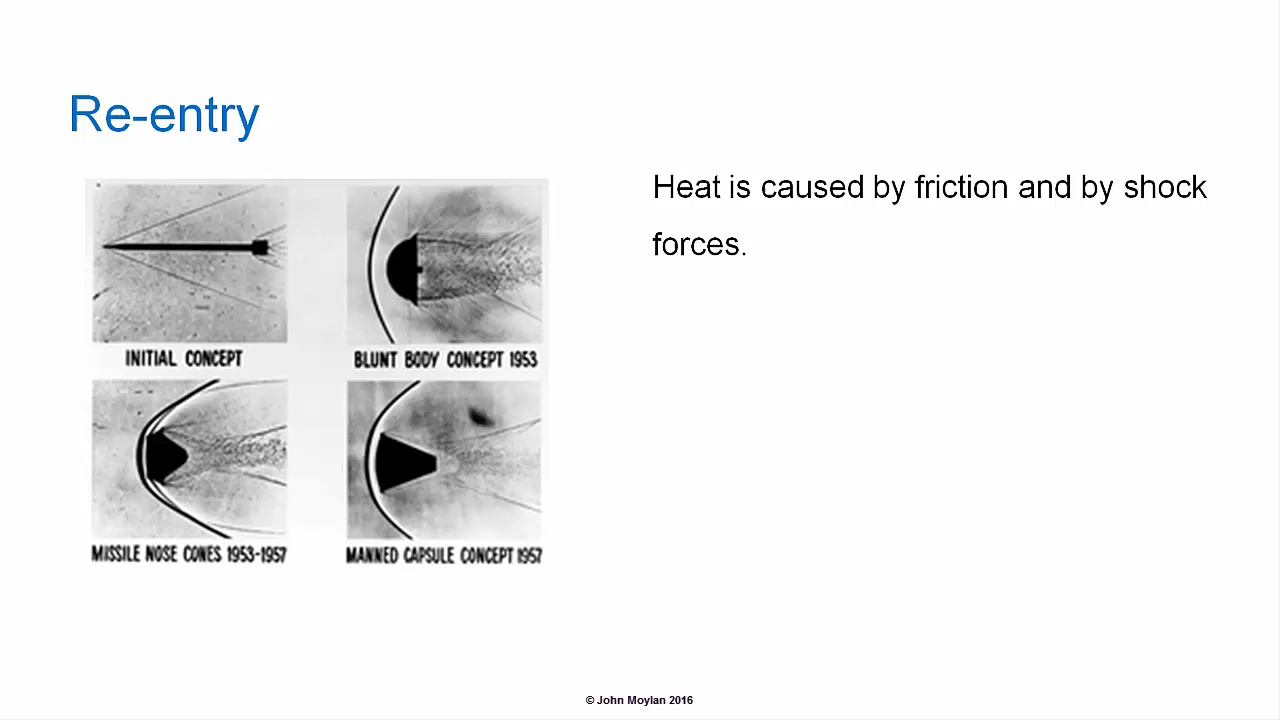 Re-entry
INITIAL CONCEPT
BLUNT BODY CONCEPT 1953
MISSILE NOSE CONES 1953-1957
MANNED CAPSULE CONCEPT 1957
Heat is caused by friction and by shock
forces.
© John Moylan 2016